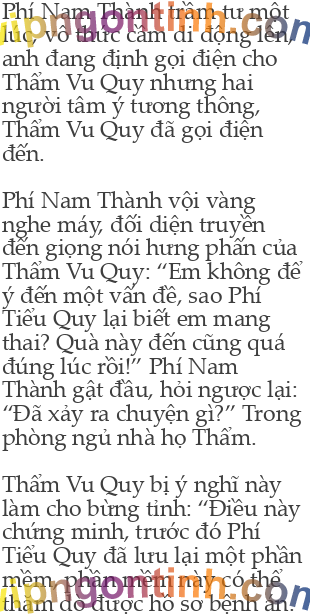 Phí Nam Thành trầm tư một
lúc, vô thức cầm di động lên,
anh đang định gọi điện cho
Thẩm Vu Quy nhưng hai
người tâm ý tương thông,
Thẩm Vu Quy đã gọi điện
đến.
Phí Nam Thành vội vàng
nghe máy, đối diện truyền
đến giọng nói hưng phấn của
Thẩm Vu Quy: “Em không để
ý đến một vấn đề, sao Phí
Tiểu Quy lại biết em mang
thai? Quà này đến cũng quá
đúng lúc rồi!” Phí Nam
Thành gật đầu, hỏi ngược lại:
“Đã xảy ra chuyện gì?” Trong
phòng ngủ nhà họ Thẩm.
Thẩm Vu Quy bị ý nghĩ này
làm cho bừng tỉnh: “Điều này
chứng minh, trước đó Phí
Tiểu Quy đã lưu lại một phần
mềm, phần mềm này có thể
thăm dò được hồ sơ bệnh án.
vipngontinh.com
vipngontinh.com